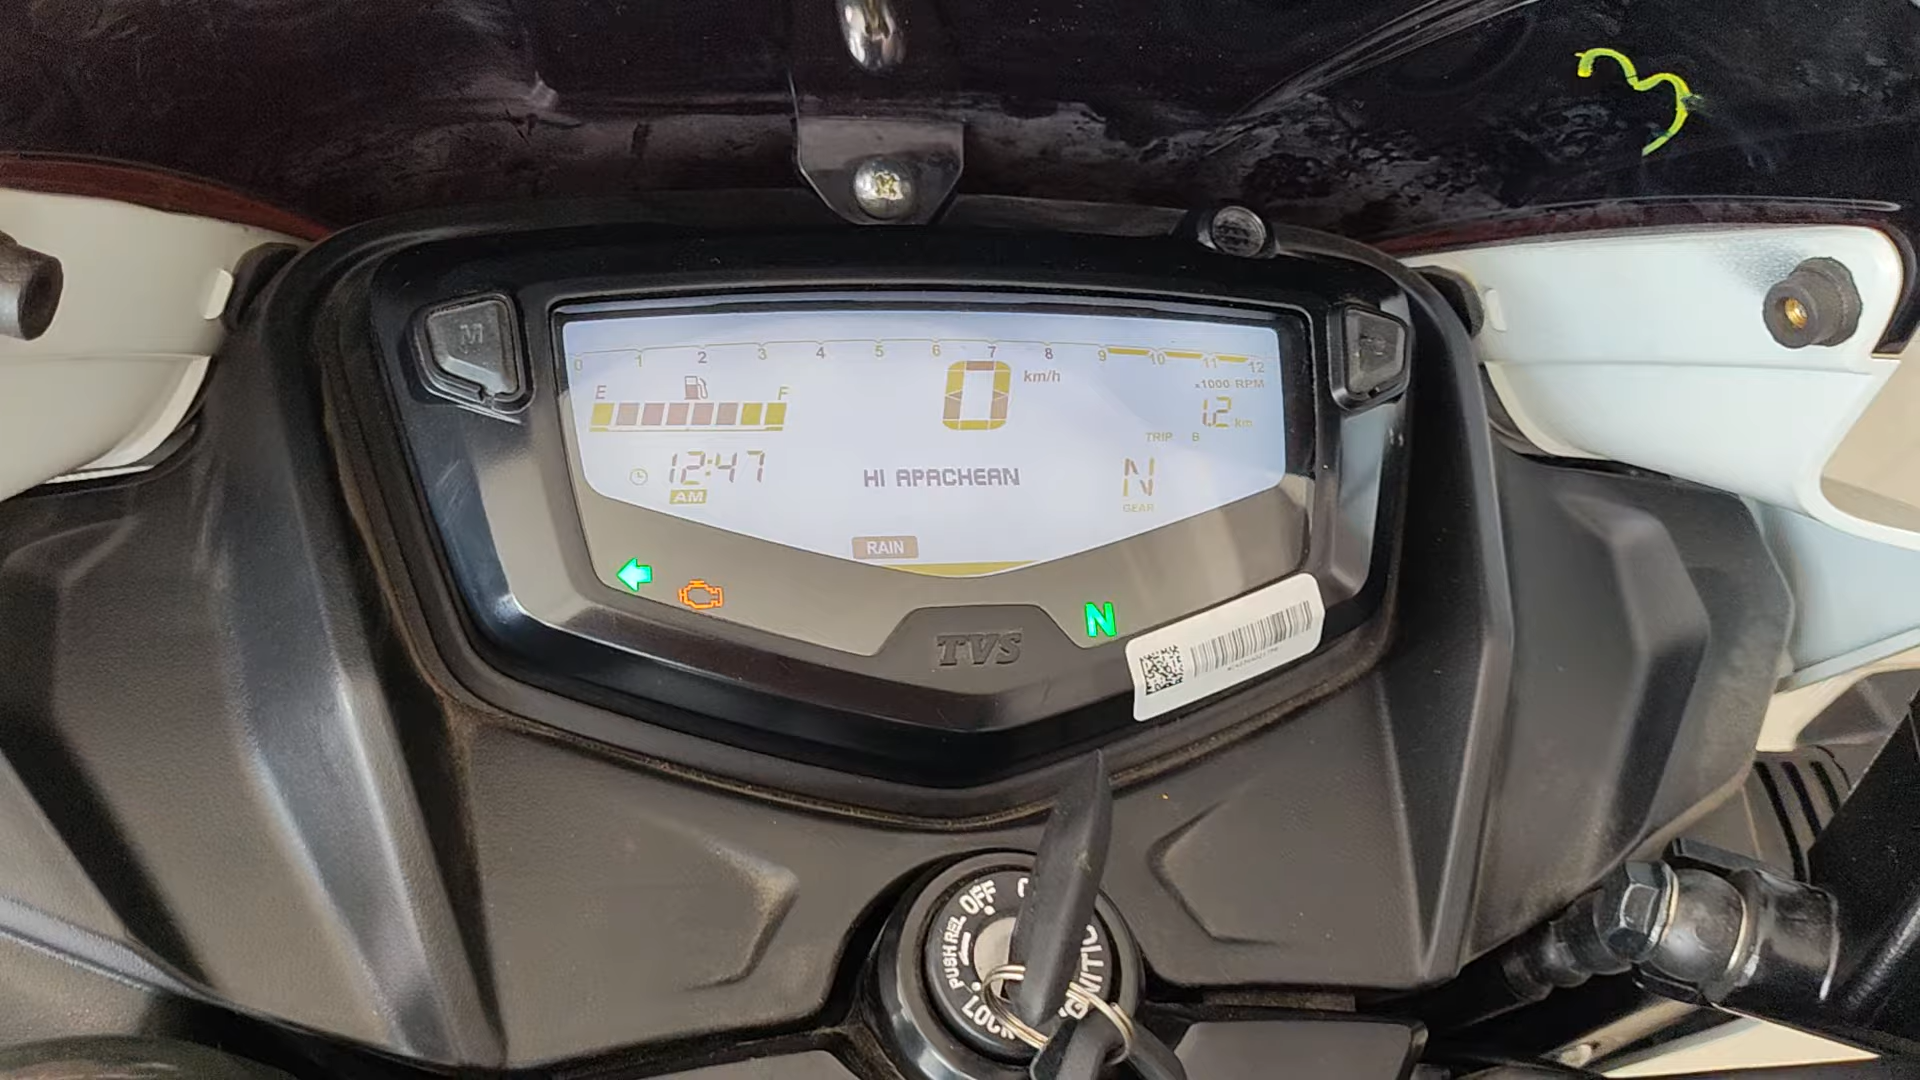 M
0 1 2 3 4 5 6 7 8 9 10 11 12
x1000 RPM
E F
0 km/h
1.2 km
TRIP B
12:47
AM
HI APACHEAN
N
GEAR
RAIN
N
TVS
OFF
PUSH REL
LOCK